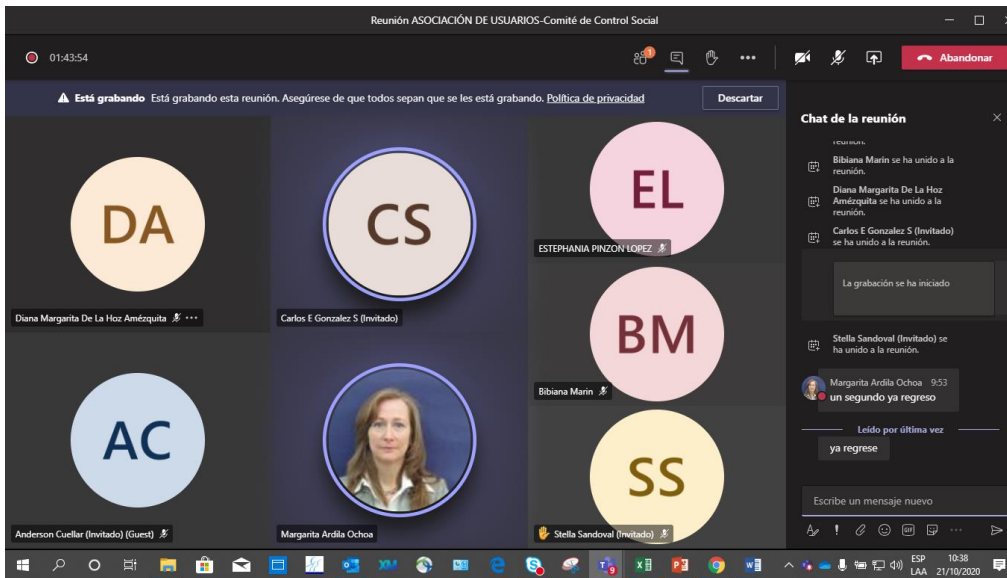 Reunión ASOCIACIÓN DE USUARIOS-Comité de Control Social
01:43:54
1
Abandonar
Está grabando Está grabando esta reunión. Asegúrese de que todos sepan que se les está grabando. Política de privacidad
Descartar
DA
Diana Margarita De La Hoz Amézquita
CS
Carlos E Gonzalez S (Invitado)
EL
ESTEPHANIA PINZON LOPEZ
BM
Bibiana Marin
AC
Anderson Cuellar (Invitado) (Guest)
Margarita Ardila Ochoa
SS
Stella Sandoval (Invitado)
Chat de la reunión
reunión.
Bibiana Marin se ha unido a la
reunión.
Diana Margarita De La Hoz
Amézquita se ha unido a la
reunión.
Carlos E Gonzalez S (Invitado)
se ha unido a la reunión.
La grabación se ha iniciado
Stella Sandoval (Invitado) se
ha unido a la reunión.
Margarita Ardila Ochoa 9:53
un segundo ya regreso
Leído por última vez
ya regrese
Escribe un mensaje nuevo
GIF
ESP
LAA
10:38
21/10/2020